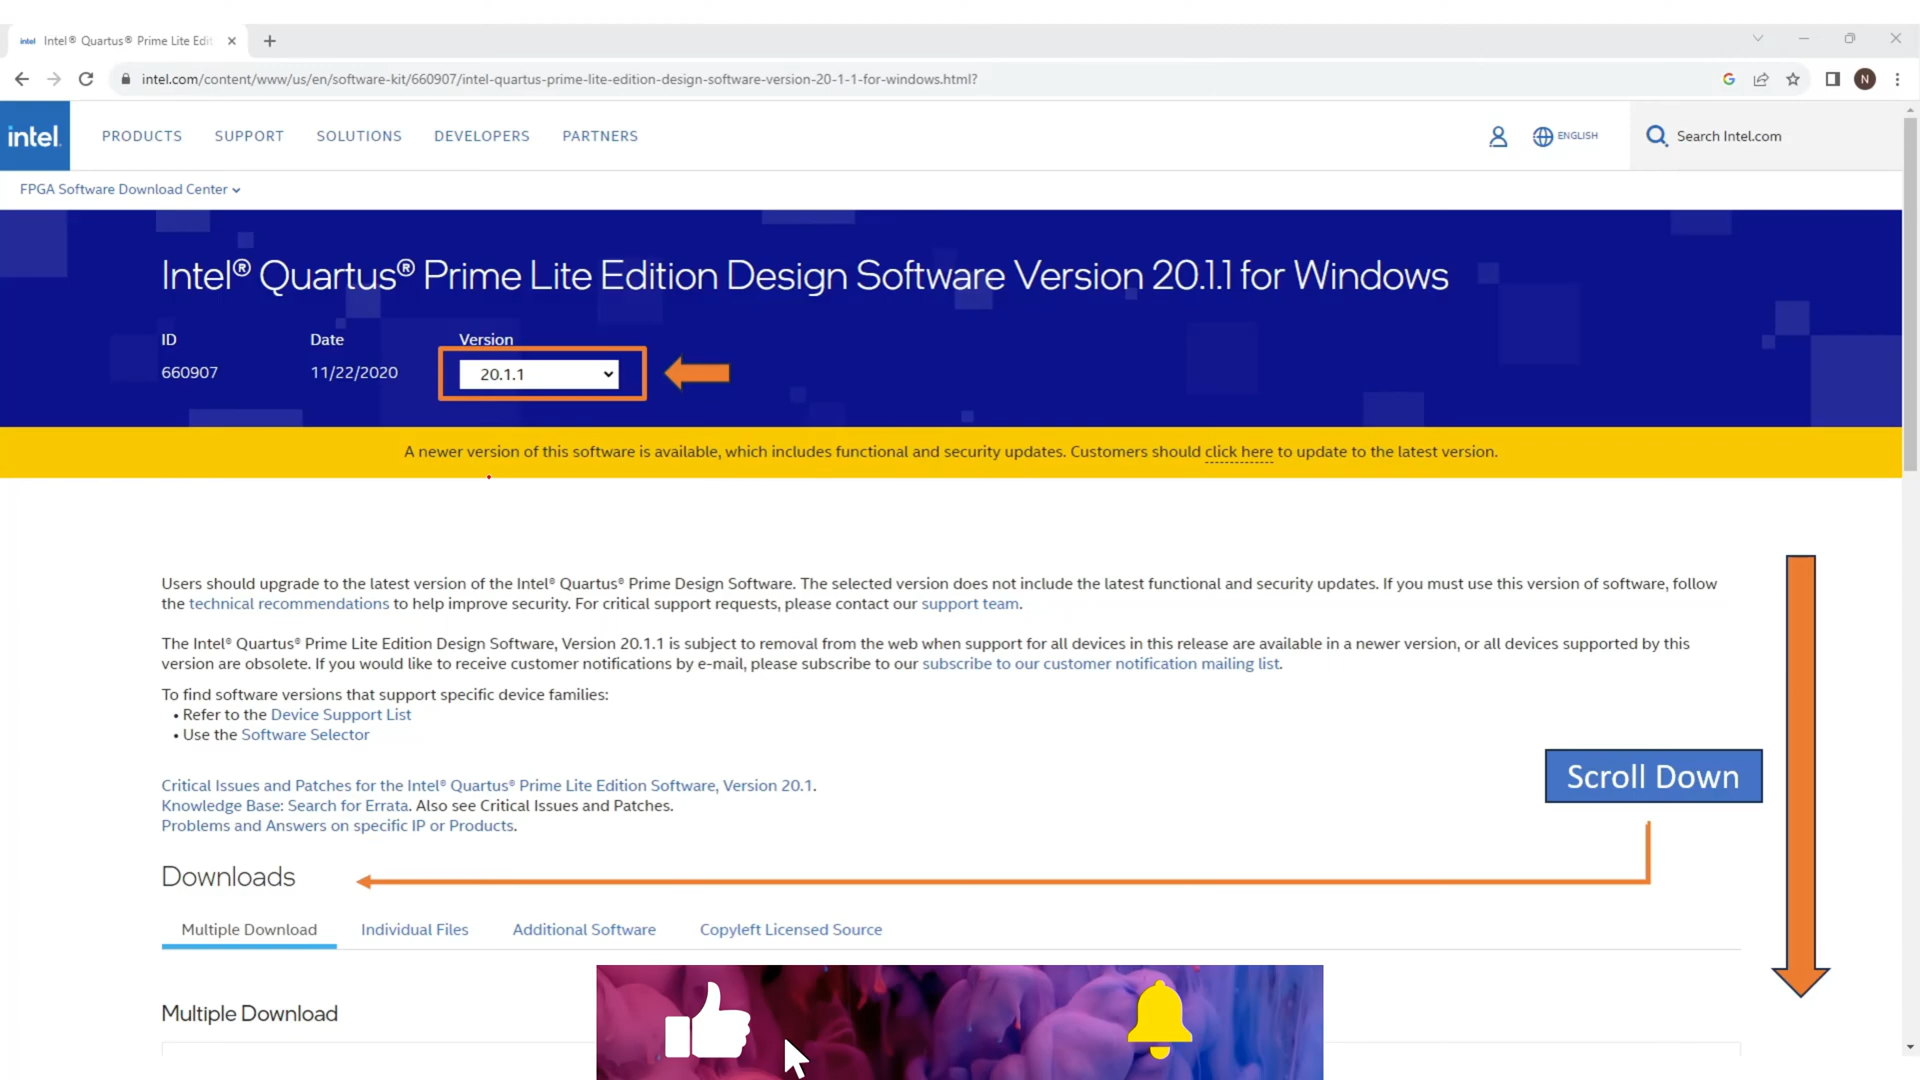 intel Intel® Quartus® Prime Lite Edit
intel.com/content/www/us/en/software-kit/660907/intel-quartus-prime-lite-edition-design-software-version-20-1-1-for-windows.html?
G
N
intel.
PRODUCTS SUPPORT SOLUTIONS DEVELOPERS PARTNERS
ENGLISH
Search Intel.com
FPGA Software Download Center
Intel® Quartus® Prime Lite Edition Design Software Version 20.1.1 for Windows
ID Date Version
660907 11/22/2020 20.1.1
A newer version of this software is available, which includes functional and security updates. Customers should click here to update to the latest version.
Users should upgrade to the latest version of the Intel® Quartus® Prime Design Software. The selected version does not include the latest functional and security updates. If you must use this version of software, follow
the technical recommendations to help improve security. For critical support requests, please contact our support team.
The Intel® Quartus® Prime Lite Edition Design Software, Version 20.1.1 is subject to removal from the web when support for all devices in this release are available in a newer version, or all devices supported by this
version are obsolete. If you would like to receive customer notifications by e-mail, please subscribe to our subscribe to our customer notification mailing list.
To find software versions that support specific device families:
• Refer to the Device Support List
• Use the Software Selector
Scroll Down
Critical Issues and Patches for the Intel® Quartus® Prime Lite Edition Software, Version 20.1.
Knowledge Base: Search for Errata. Also see Critical Issues and Patches.
Problems and Answers on specific IP or Products.
Downloads
Multiple Download Individual Files Additional Software Copyleft Licensed Source
Multiple Download